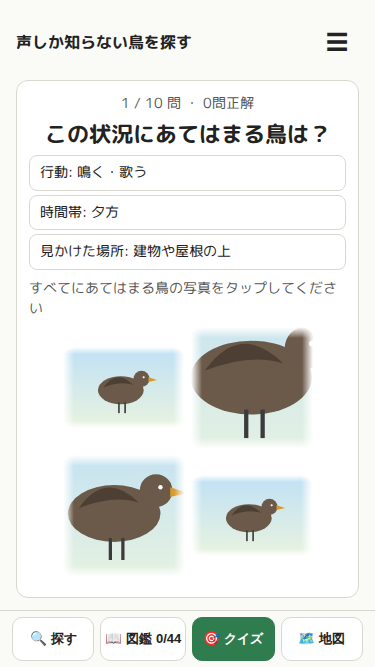 声しか知らない鳥を探す
1 / 10 問 · 0問正解
この状況にあてはまる鳥は？
行動: 鳴く・歌う
時間帯: 夕方
見かけた場所: 建物や屋根の上
すべてにあてはまる鳥の写真をタップしてくださ
い
🔍 探す
📖 図鑑 0/44
🎯 クイズ
🗺️ 地図